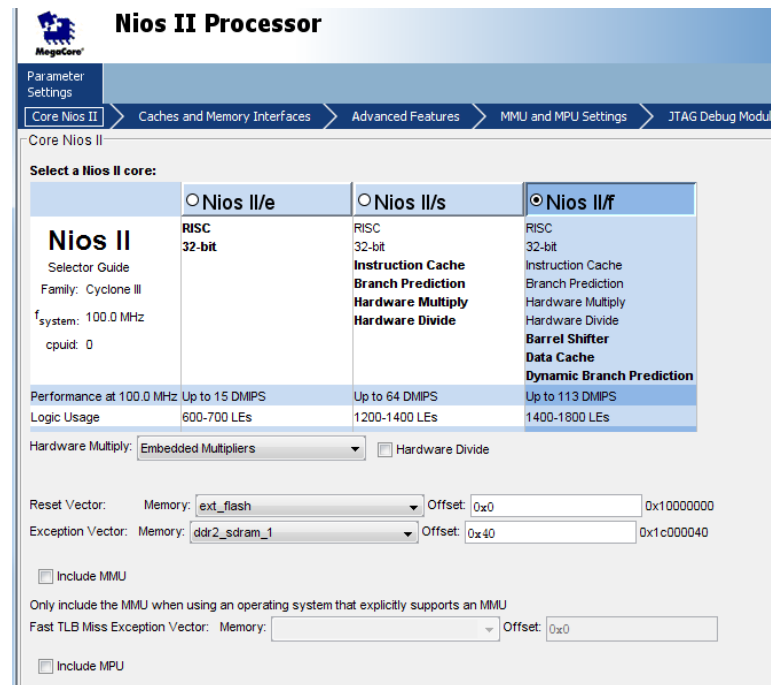 Nios II Processor
MegaCore'
Parameter
Settings
Core Nios II
Caches and Memory Interfaces
Advanced Features
MMU and MPU Settings
JTAG Debug Modul
Core Nios II
Select a Nios II core:
Nios II/e
Nios II/s
Nios II/f
Nios II
Selector Guide
Family: Cyclone III
fsystem: 100.0 MHz
cpuid: 0
RISC
32-bit
RISC
32-bit
Instruction Cache
Branch Prediction
Hardware Multiply
Hardware Divide
RISC
32-bit
Instruction Cache
Branch Prediction
Hardware Multiply
Hardware Divide
Barrel Shifter
Data Cache
Dynamic Branch Prediction
Performance at 100.0 MHz Up to 15 DMIPS Up to 64 DMIPS Up to 113 DMIPS
Logic Usage 600-700 LEs 1200-1400 LEs 1400-1800 LEs
Hardware Multiply: Embedded Multipliers Hardware Divide
Reset Vector: Memory: ext_flash Offset: 0x0 0x10000000
Exception Vector: Memory: ddr2_sdram_1 Offset: 0x40 0x1c000040
Include MMU
Only include the MMU when using an operating system that explicitly supports an MMU
Fast TLB Miss Exception Vector: Memory: Offset: 0x0
Include MPU